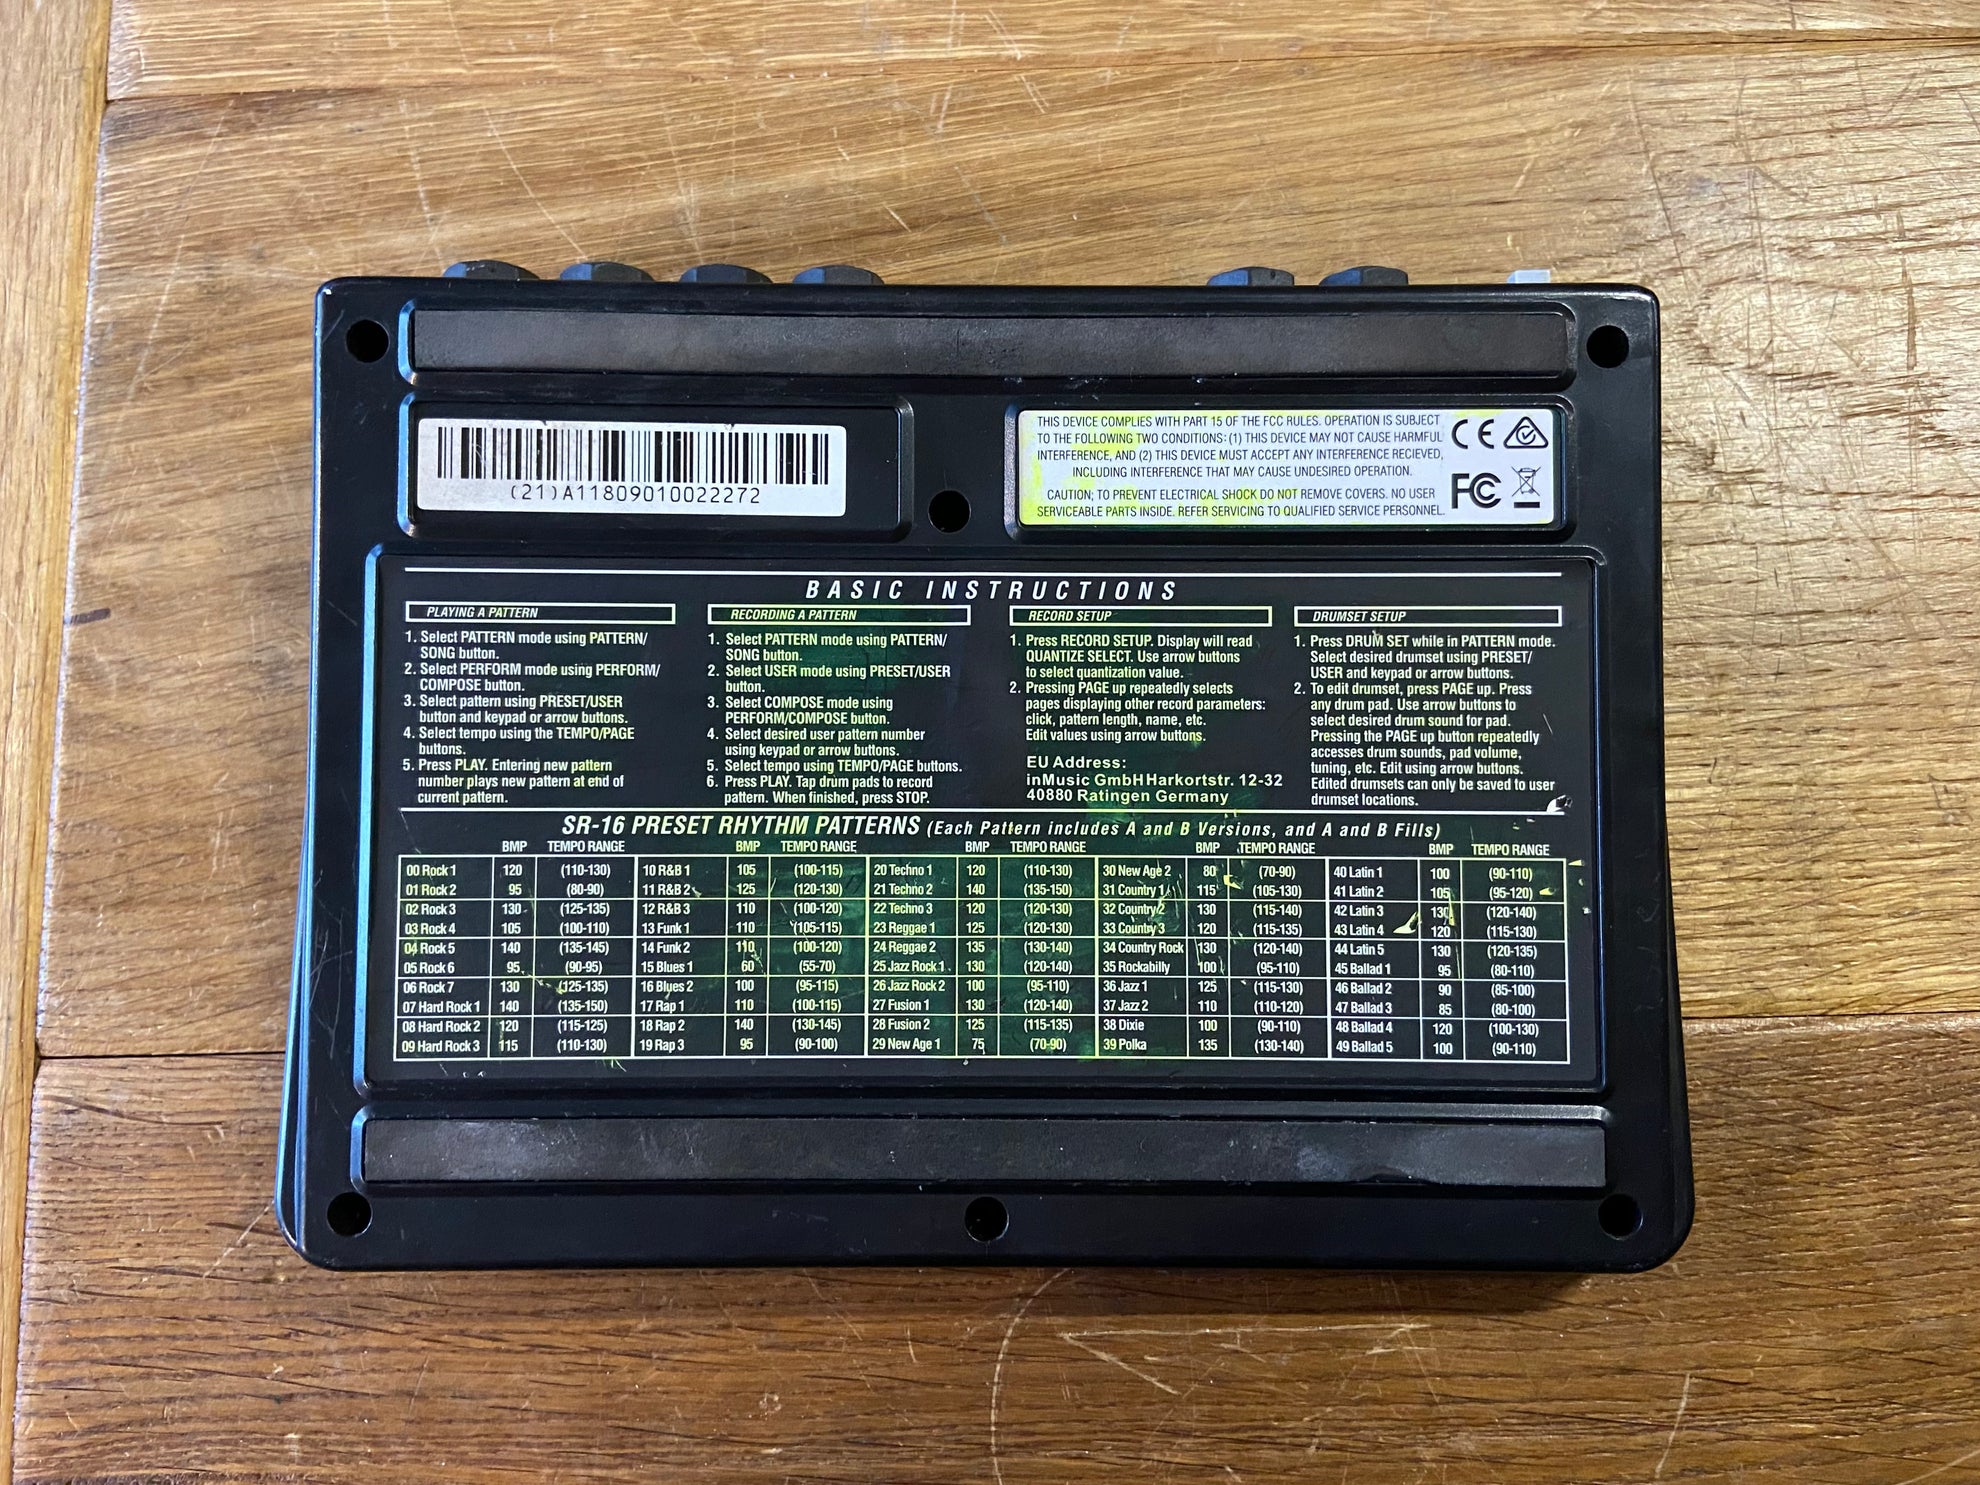 (21)A11809010022272
THIS DEVICE COMPLIES WITH PART 15 OF THE FCC RULES. OPERATION IS SUBJECT
TO THE FOLLOWING TWO CONDITIONS: (1) THIS DEVICE MAY NOT CAUSE HARMFUL
INTERFERENCE, AND (2) THIS DEVICE MUST ACCEPT ANY INTERFERENCE RECIEVED,
INCLUDING INTERFERENCE THAT MAY CAUSE UNDESIRED OPERATION.
CAUTION; TO PREVENT ELECTRICAL SHOCK DO NOT REMOVE COVERS. NO USER
SERVICEABLE PARTS INSIDE. REFER SERVICING TO QUALIFIED SERVICE PERSONNEL.
CE
FC
BASIC INSTRUCTIONS
PLAYING A PATTERN
1. Select PATTERN mode using PATTERN/
SONG button.
2. Select PERFORM mode using PERFORM/
COMPOSE button.
3. Select pattern using PRESET/USER
button and keypad or arrow buttons.
4. Select tempo using the TEMPO/PAGE
buttons.
5. Press PLAY. Entering new pattern
number plays new pattern at end of
current pattern.
RECORDING A PATTERN
1. Select PATTERN mode using PATTERN/
SONG button.
2. Select USER mode using PRESET/USER
button.
3. Select COMPOSE mode using
PERFORM/COMPOSE button.
4. Select desired user pattern number
using keypad or arrow buttons.
5. Select tempo using TEMPO/PAGE buttons.
6. Press PLAY. Tap drum pads to record
pattern. When finished, press STOP.
RECORD SETUP
1. Press RECORD SETUP. Display will read
QUANTIZE SELECT. Use arrow buttons
to select quantization value.
2. Pressing PAGE up repeatedly selects
pages displaying other record parameters:
click, pattern length, name, etc.
Edit values using arrow buttons.
EU Address:
inMusic GmbH Harkortstr. 12-32
40880 Ratingen Germany
DRUMSET SETUP
1. Press DRUM SET while in PATTERN mode.
Select desired drumset using PRESET/
USER and keypad or arrow buttons.
2. To edit drumset, press PAGE up. Press
any drum pad. Use arrow buttons to
select desired drum sound for pad.
Pressing the PAGE up button repeatedly
accesses drum sounds, pad volume,
tuning, etc. Edit using arrow buttons.
Edited drumsets can only be saved to user
drumset locations.
SR-16 PRESET RHYTHM PATTERNS (Each Pattern includes A and B Versions, and A and B Fills)
BMP TEMPO RANGE BMP TEMPO RANGE BMP TEMPO RANGE BMP TEMPO RANGE BMP TEMPO RANGE
00 Rock 1 120 (110-130) 10 R&B 1 105 (100-115) 20 Techno 1 120 (110-130) 30 New Age 2 80 (70-90) 40 Latin 1 100 (90-110)
01 Rock 2 95 (80-90) 11 R&B 2 125 (120-130) 21 Techno 2 140 (135-150) 31 Country 1 115 (105-130) 41 Latin 2 105 (95-120)
02 Rock 3 130 (125-135) 12 R&B 3 110 (100-120) 22 Techno 3 120 (120-130) 32 Country 2 130 (115-140) 42 Latin 3 130 (120-140)
03 Rock 4 105 (100-110) 13 Funk 1 110 (105-115) 23 Reggae 1 125 (120-130) 33 Country 3 120 (115-135) 43 Latin 4 120 (115-130)
04 Rock 5 140 (135-145) 14 Funk 2 110 (100-120) 24 Reggae 2 135 (130-140) 34 Country Rock 130 (120-140) 44 Latin 5 130 (120-135)
05 Rock 6 95 (90-95) 15 Blues 1 60 (55-70) 25 Jazz Rock 1 130 (120-140) 35 Rockabilly 100 (95-110) 45 Ballad 1 95 (80-110)
06 Rock 7 130 (125-135) 16 Blues 2 100 (95-115) 26 Jazz Rock 2 100 (95-110) 36 Jazz 1 125 (115-130) 46 Ballad 2 90 (85-100)
07 Hard Rock 1 140 (135-150) 17 Rap 1 110 (100-115) 27 Fusion 1 130 (120-140) 37 Jazz 2 110 (110-120) 47 Ballad 3 85 (80-100)
08 Hard Rock 2 120 (115-125) 18 Rap 2 140 (130-145) 28 Fusion 2 125 (115-135) 38 Dixie 100 (90-110) 48 Ballad 4 120 (100-130)
09 Hard Rock 3 115 (110-130) 19 Rap 3 95 (90-100) 29 New Age 1 75 (70-90) 39 Polka 135 (130-140) 49 Ballad 5 100 (90-110)